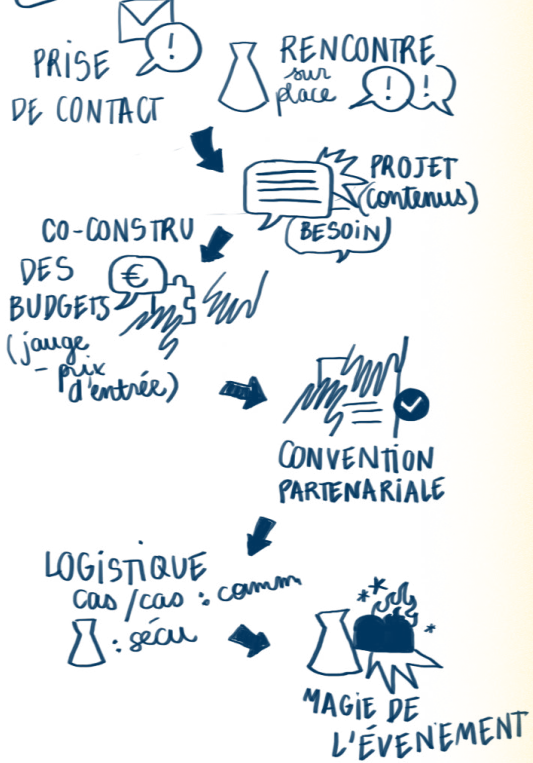 PRISE
DE CONTACT
!
RENCONTRE
sur
place
! !
PROJET
(contenus)
(BESOIN)
CO-CONSTRU
DES
BUDGETS
€
(jauge
- prix
d'entrée)
CONVENTION
PARTENARIALE
LOGISTIQUE
cas/cas : comm
: sécu
MAGIE DE
L'ÉVENEMENT